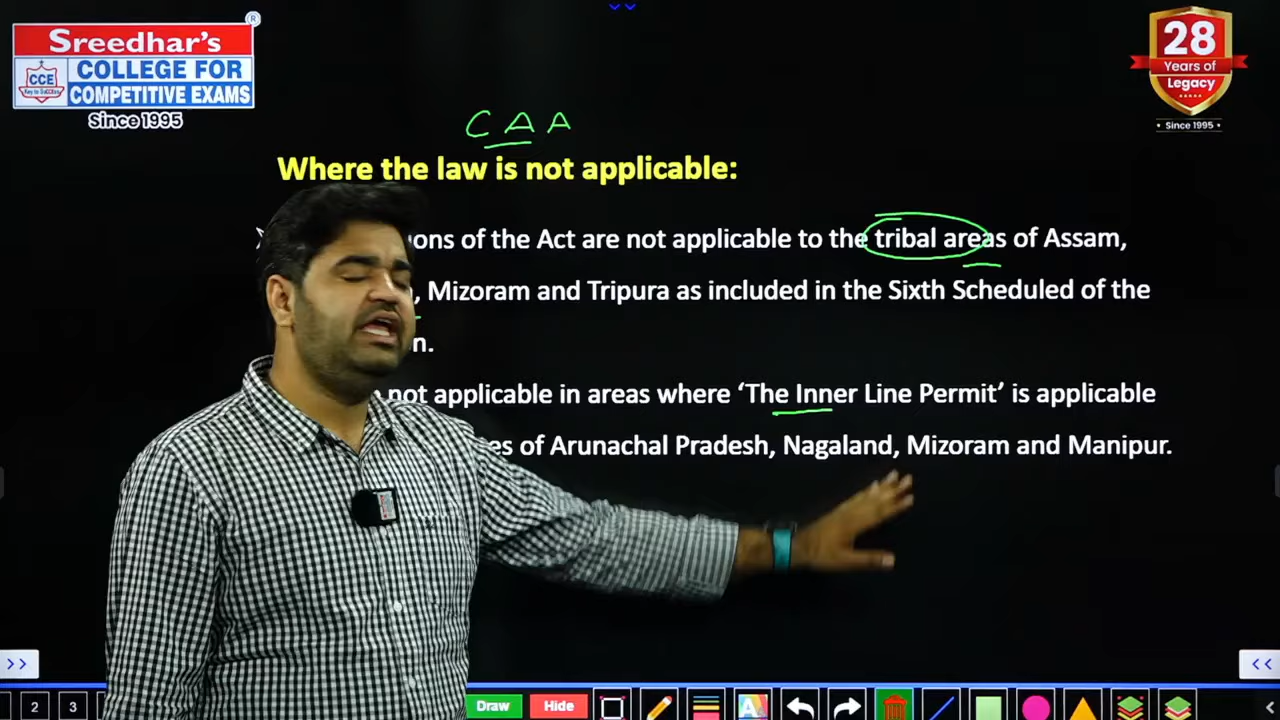 Sreedhar's
CCE
COLLEGE FOR
COMPETITIVE EXAMS
Since 1995
28
Years of
Legacy
• Since 1995 •
CAA
Where the law is not applicable:
ons of the Act are not applicable to the tribal areas of Assam,
, Mizoram and Tripura as included in the Sixth Scheduled of the
n.
not applicable in areas where ‘The Inner Line Permit’ is applicable
es of Arunachal Pradesh, Nagaland, Mizoram and Manipur.
>> <<
2 3 Draw Hide A <